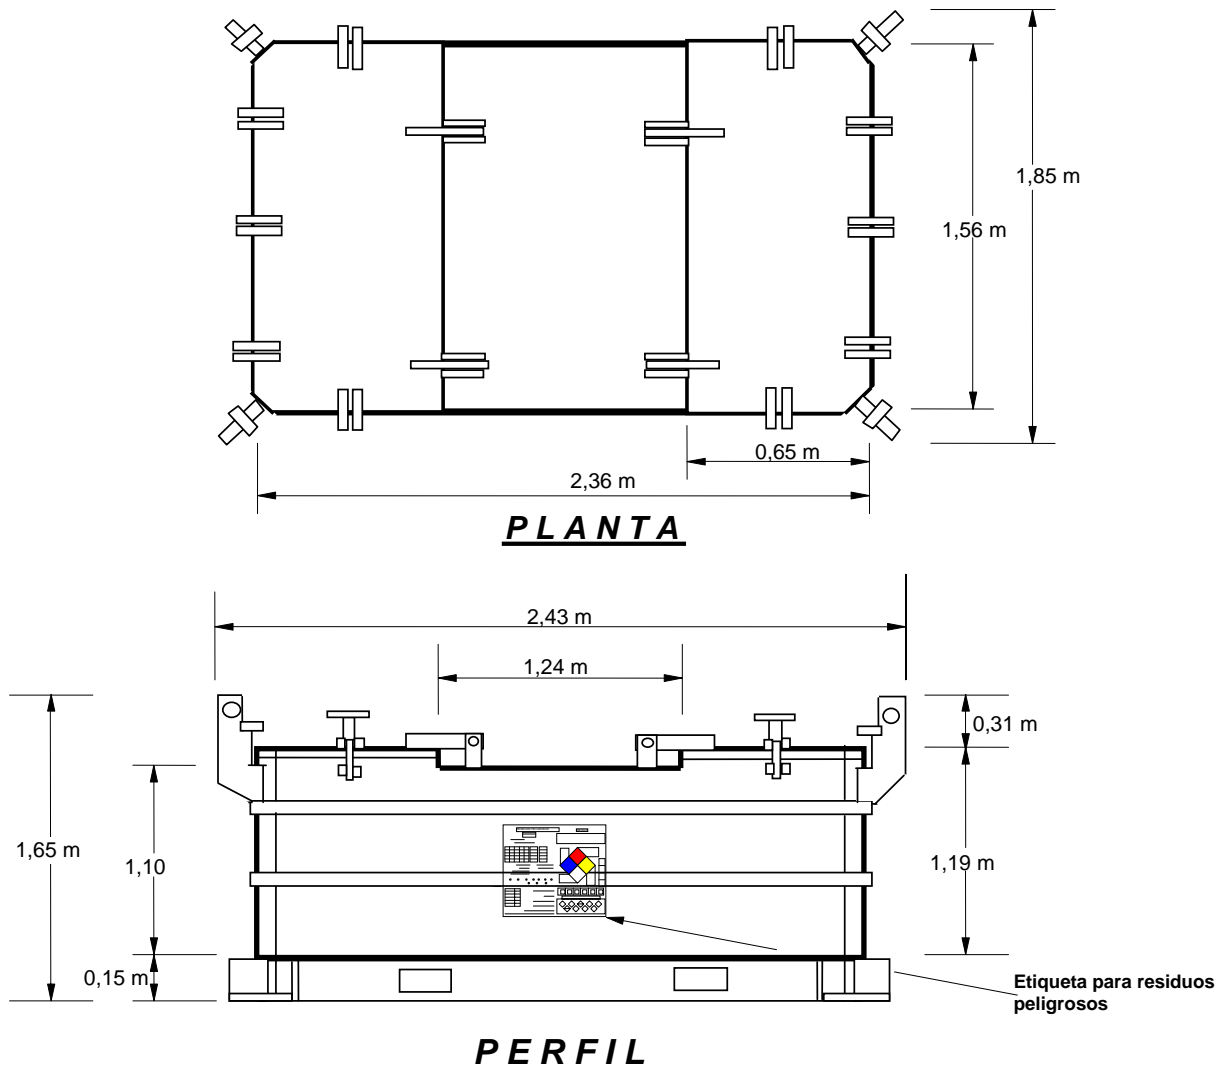 1,85 m
1,56 m
0,65 m
2,36 m
PLANTA
2,43 m
1,24 m
0,31 m
1,65 m
1,10
1,19 m
0,15 m
Etiqueta para residuos
peligrosos
PERFIL